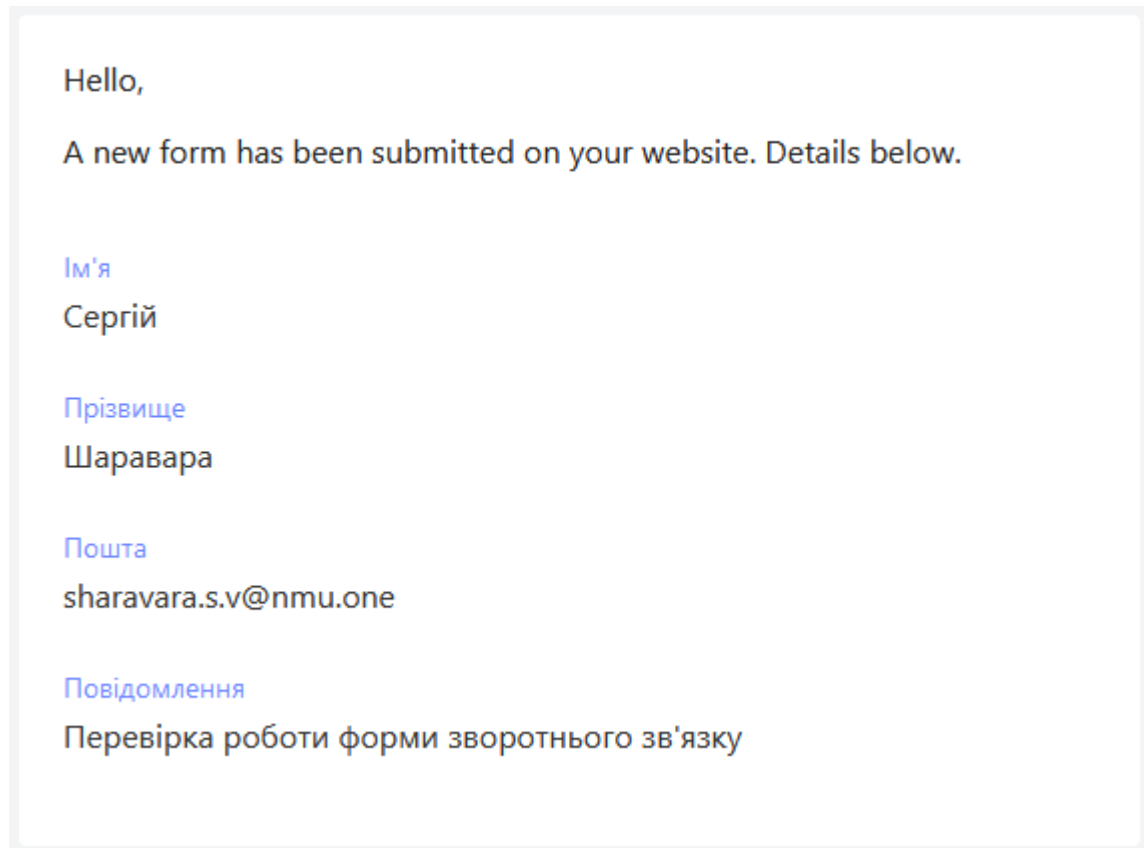 Hello,
A new form has been submitted on your website. Details below.
Ім'я
Сергій
Прізвище
Шаравара
Пошта
sharavara.s.v@nmu.one
Повідомлення
Перевірка роботи форми зворотнього зв'язку